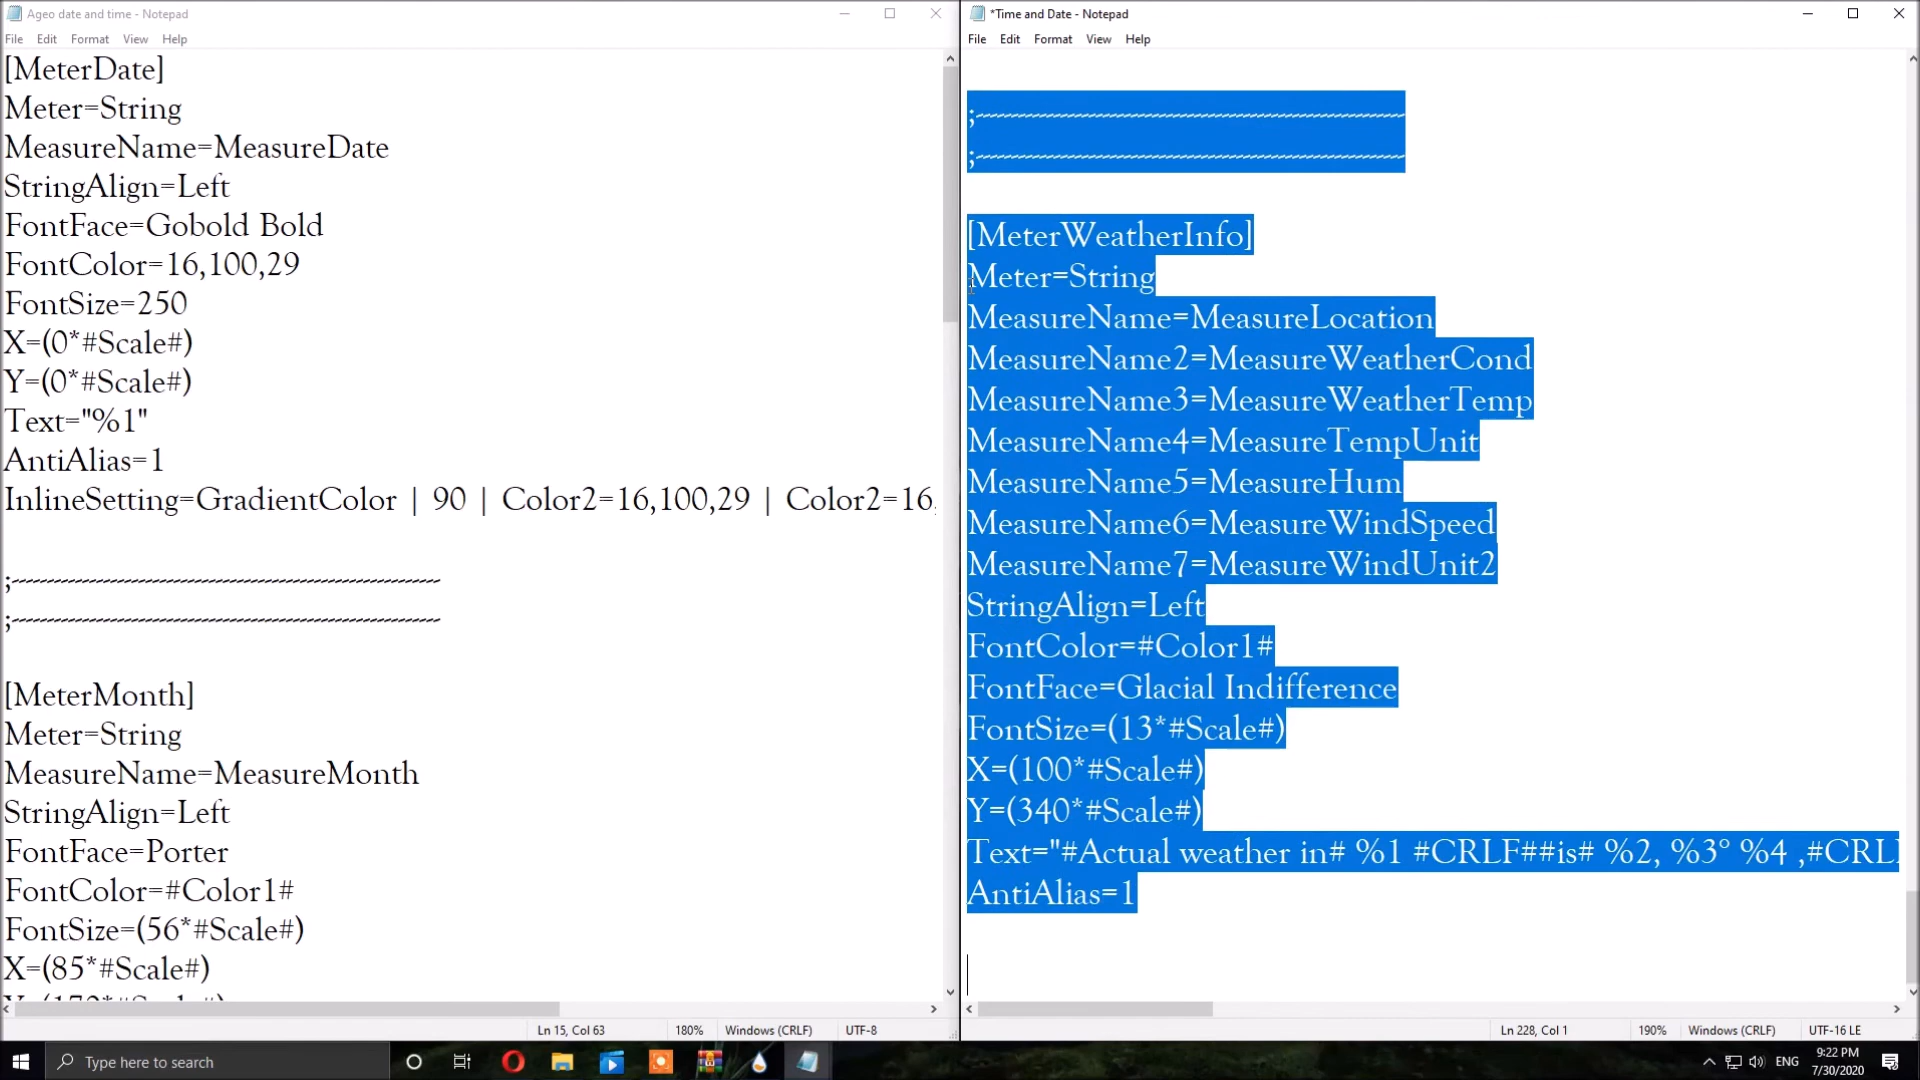 Ageo date and time - Notepad
File Edit Format View Help
[MeterDate]
Meter=String
MeasureName=MeasureDate
StringAlign=Left
FontFace=Gobold Bold
FontColor=16,100,29
FontSize=250
X=(0*#Scale#)
Y=(0*#Scale#)
Text="%1"
AntiAlias=1
InlineSetting=GradientColor | 90 | Color2=16,100,29 | Color2=16,
;~~~~~~~~~~~~~~~~~~~~~~~~~~~~~~~~~~~~~~~~
;~~~~~~~~~~~~~~~~~~~~~~~~~~~~~~~~~~~~~~~~
[MeterMonth]
Meter=String
MeasureName=MeasureMonth
StringAlign=Left
FontFace=Porter
FontColor=#Color1#
FontSize=(56*#Scale#)
X=(85*#Scale#)
Ln 15, Col 63 180% Windows (CRLF) UTF-8
*Time and Date - Notepad
File Edit Format View Help
;~~~~~~~~~~~~~~~~~~~~~~~~~~~~~~~~~~~~~~~~
;~~~~~~~~~~~~~~~~~~~~~~~~~~~~~~~~~~~~~~~~
[MeterWeatherInfo]
Meter=String
MeasureName=MeasureLocation
MeasureName2=MeasureWeatherCond
MeasureName3=MeasureWeatherTemp
MeasureName4=MeasureTempUnit
MeasureName5=MeasureHum
MeasureName6=MeasureWindSpeed
MeasureName7=MeasureWindUnit2
StringAlign=Left
FontColor=#Color1#
FontFace=Glacial Indifference
FontSize=(13*#Scale#)
X=(100*#Scale#)
Y=(340*#Scale#)
Text="#Actual weather in# %1 #CRLF##is# %2, %3° %4 ,#CRL
AntiAlias=1
Ln 228, Col 1 190% Windows (CRLF) UTF-16 LE
Type here to search
ENG
9:22 PM
7/30/2020